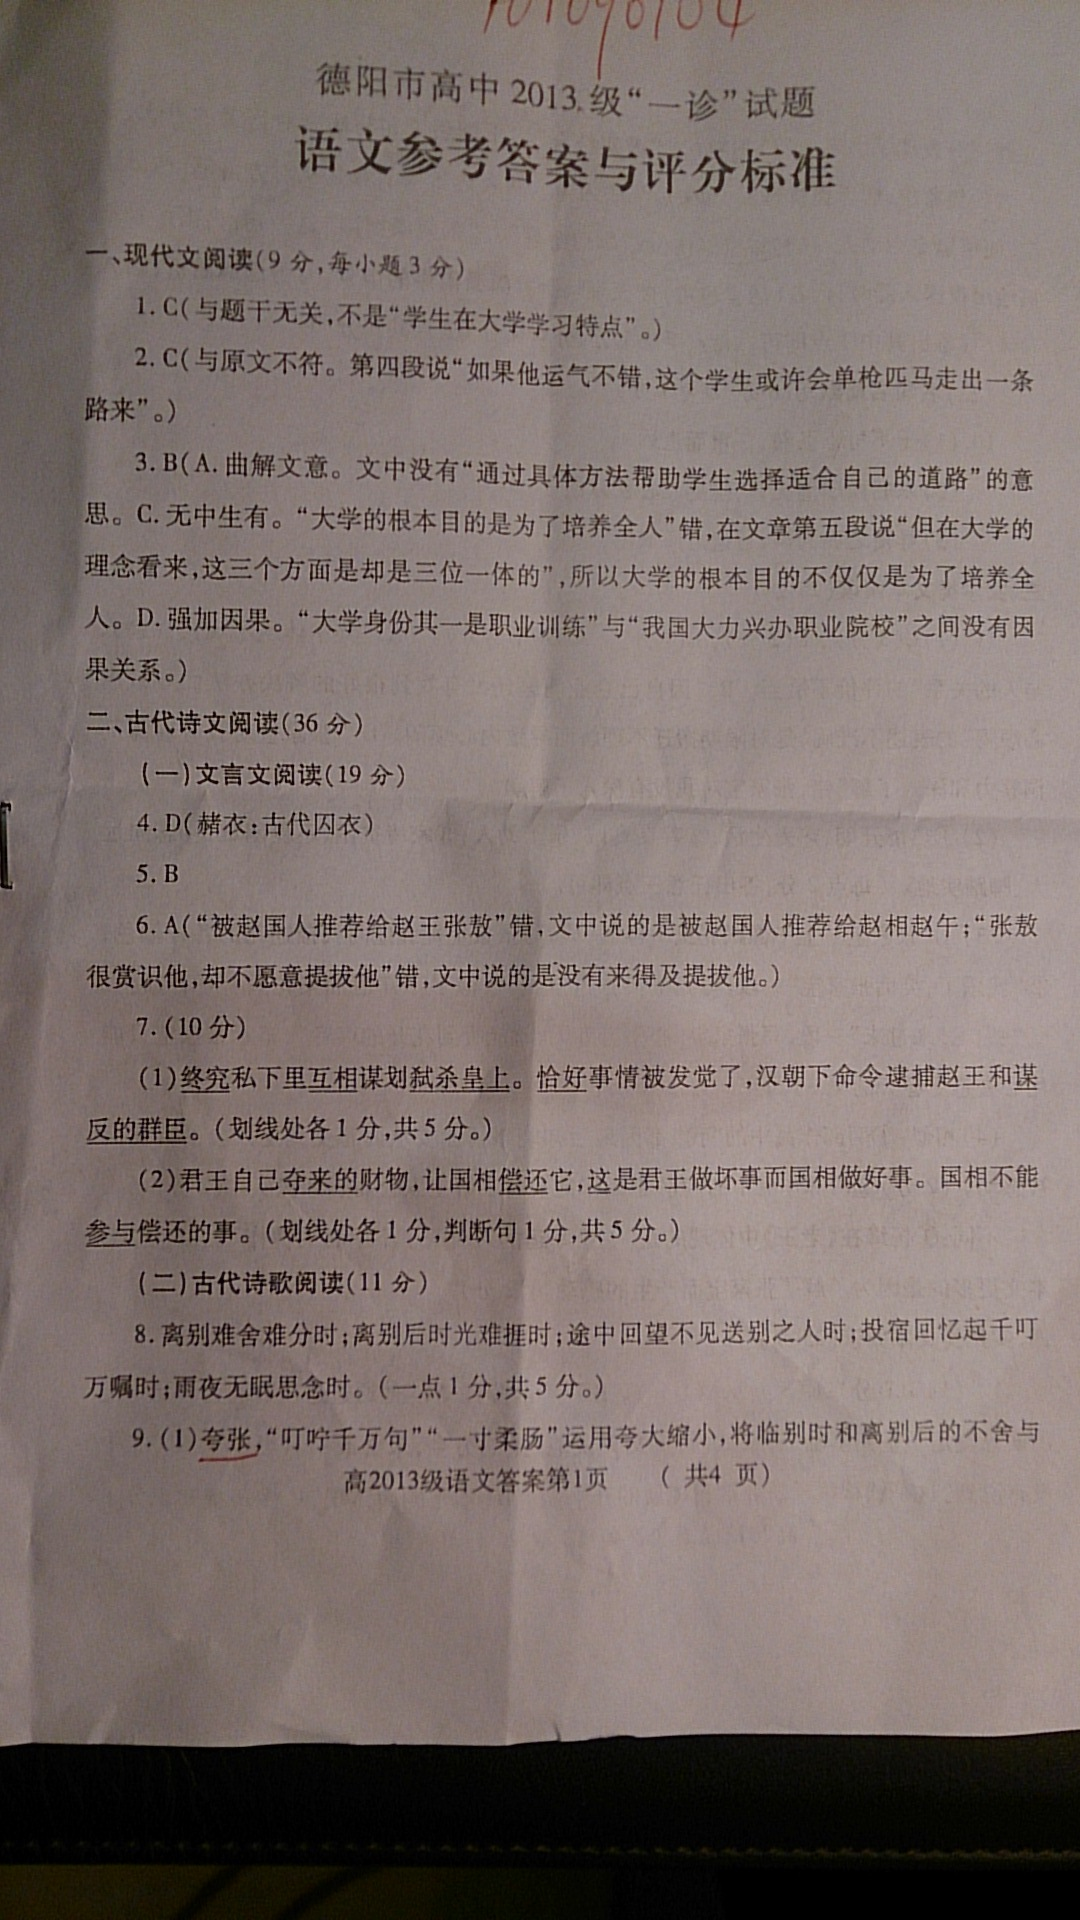 德阳市高中2013级“一诊”试题
语文参考答案与评分标准
一、现代文阅读(9分,每小题3分)
1. C(与题干无关,不是“学生在大学学习特点”。)
2. C(与原文不符。第四段说“如果他运气不错,这个学生或许会单枪匹马走出一条
路来”。)
3. B(A. 曲解文意。文中没有“通过具体方法帮助学生选择适合自己的道路”的意
思。C. 无中生有。“大学的根本目的是为了培养全人”错,在文章第五段说“但在大学的
理念看来,这三个方面是却是三位一体的”,所以大学的根本目的不仅仅是为了培养全
人。D. 强加因果。“大学身份其一是职业训练”与“我国大力兴办职业院校”之间没有因
果关系。)
二、古代诗文阅读(36分)
(一)文言文阅读(19分)
4. D(赭衣:古代囚衣)
5. B
6. A(“被赵国人推荐给赵王张敖”错,文中说的是被赵国人推荐给赵相赵午;“张敖
很赏识他,却不愿意提拔他”错,文中说的是没有来得及提拔他。)
7. (10分)
(1)终究私下里互相谋划弑杀皇上。恰好事情被发觉了,汉朝下命令逮捕赵王和谋
反的群臣。(划线处各1分,共5分。)
(2)君王自己夺来的财物,让国相偿还它,这是君王做坏事而国相做好事。国相不能
参与偿还的事。(划线处各1分,判断句1分,共5分。)
(二)古代诗歌阅读(11分)
8. 离别难舍难分时;离别后时光难捱时;途中回望不见送别之人时;投宿回忆起千叮
万嘱时;雨夜无眠思念时。(一点1分,共5分。)
9. (1)夸张,“叮咛千万句”“一寸柔肠”运用夸大缩小,将临别时和离别后的不舍与
高2013级语文答案第1页 (共4页)